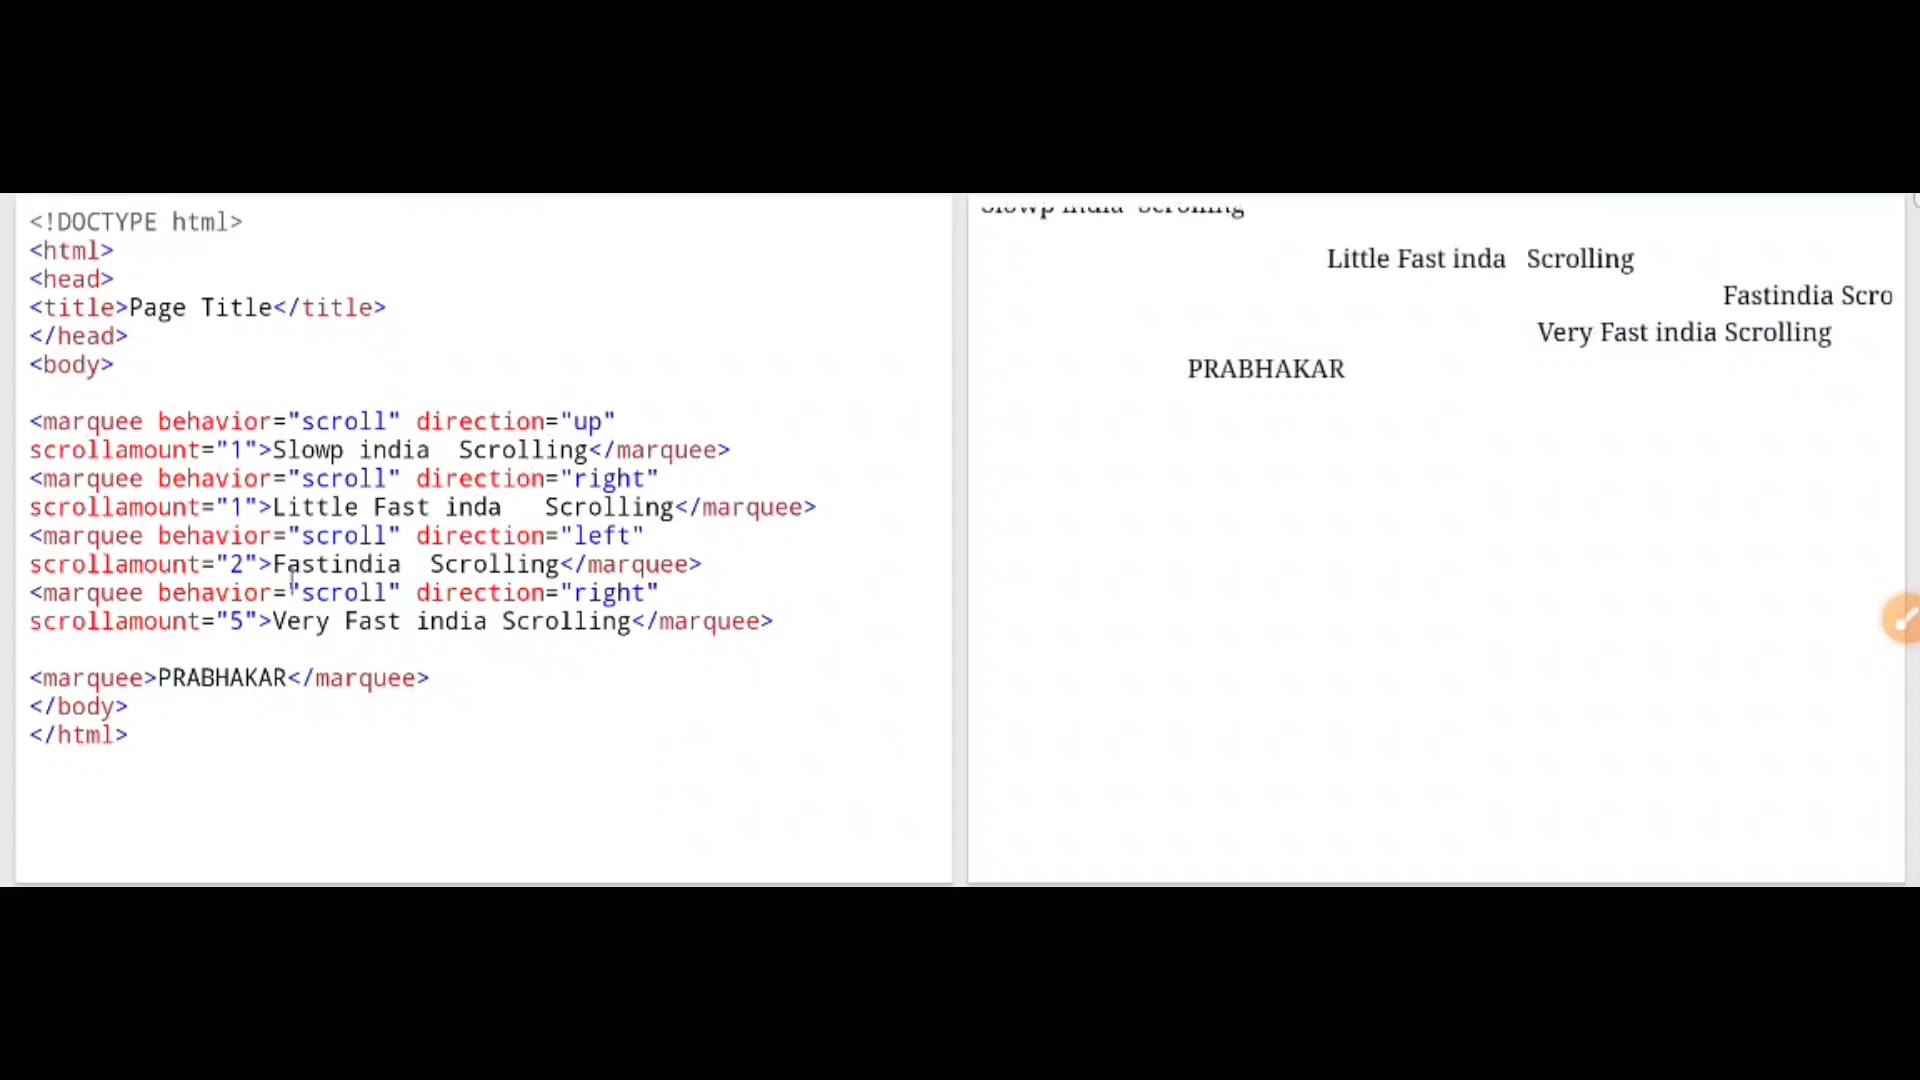 <!DOCTYPE html>
<html>
<head>
<title>Page Title</title>
</head>
<body>
<marquee behavior="scroll" direction="up"
scrollamount="1">Slowp india  Scrolling</marquee>
<marquee behavior="scroll" direction="right"
scrollamount="1">Little Fast inda   Scrolling</marquee>
<marquee behavior="scroll" direction="left"
scrollamount="2">Fastindia  Scrolling</marquee>
<marquee behavior="scroll" direction="right"
scrollamount="5">Very Fast india Scrolling</marquee>
<marquee>PRABHAKAR</marquee>
</body>
</html>
Slowp india  Scrolling
Little Fast inda   Scrolling
Fastindia Scro
Very Fast india Scrolling
PRABHAKAR